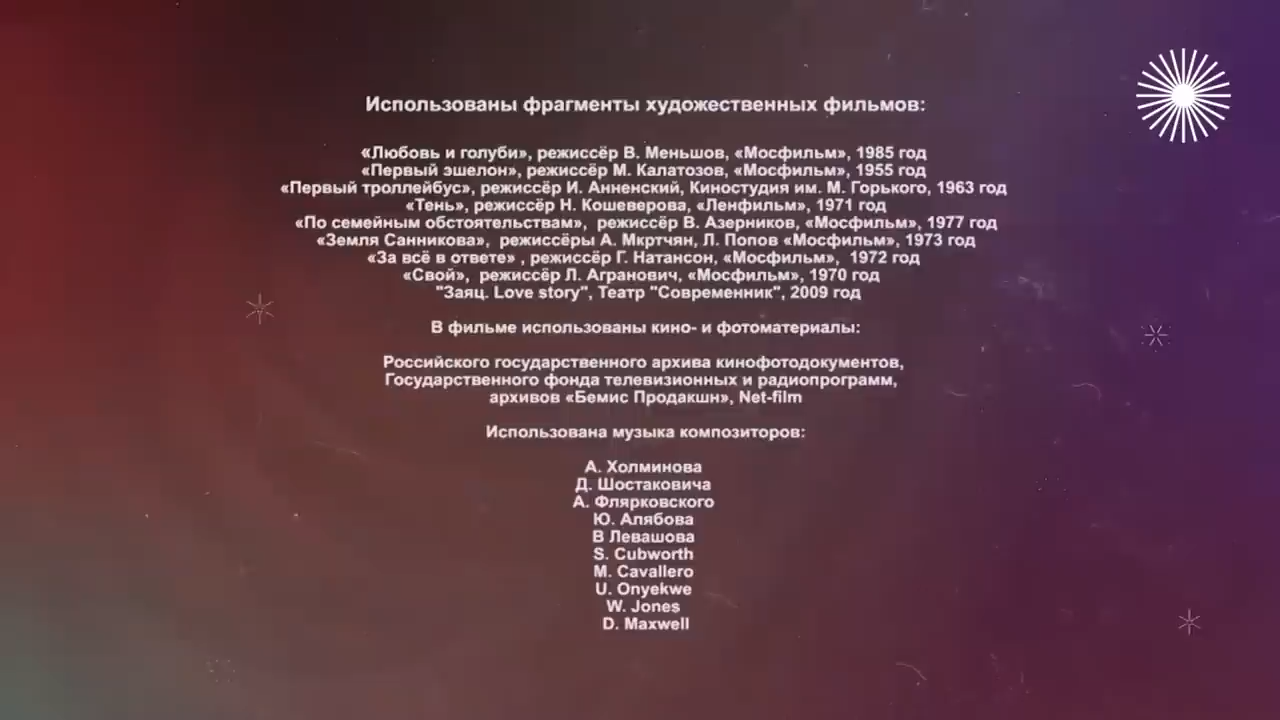 Использованы фрагменты художественных фильмов:
«Любовь и голуби», режиссёр В. Меньшов, «Мосфильм», 1985 год
«Первый эшелон», режиссёр М. Калатозов, «Мосфильм», 1955 год
«Первый троллейбус», режиссёр И. Анненский, Киностудия им. М. Горького, 1963 год
«Тень», режиссёр Н. Кошеверова, «Ленфильм», 1971 год
«По семейным обстоятельствам», режиссёр В. Азерников, «Мосфильм», 1977 год
«Земля Санникова», режиссёры А. Мкртчян, Л. Попов «Мосфильм», 1973 год
«За всё в ответе» , режиссёр Г. Натансон, «Мосфильм», 1972 год
«Свой», режиссёр Л. Агранович, «Мосфильм», 1970 год
"Заяц. Love story", Театр "Современник", 2009 год
В фильме использованы кино- и фотоматериалы:
Российского государственного архива кинофотодокументов,
Государственного фонда телевизионных и радиопрограмм,
архивов «Бемис Продакшн», Net-film
Использована музыка композиторов:
А. Холминова
Д. Шостаковича
А. Флярковского
Ю. Алябова
В Левашова
S. Cubworth
M. Cavallero
U. Onyekwe
W. Jones
D. Maxwell